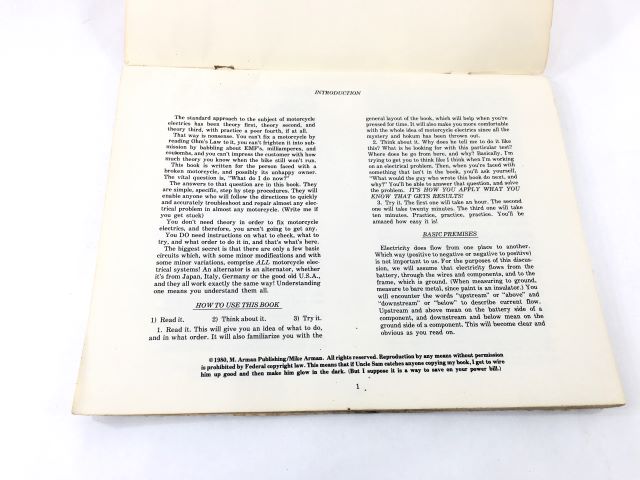 INTRODUCTION
The standard approach to the subject of motorcycle
electrics has been theory first, theory second, and
theory third, with practice a poor fourth, if at all.
That way is nonsense. You can't fix a motorcycle by
reading Ohm's Law to it, you can't frighten it into sub-
mission by babbling about EMF's, milliamperes, and
coulombs, and you can't impress the customer with how
much theory you know when the bike still won't run.
This book is written for the person faced with a
broken motorcycle, and possibly its unhappy owner.
The vital question is, "What do I do now?"
The answers to that question are in this book. They
are simple, specific, step by step procedures. They will
enable anyone who will follow the directions to quickly
and accurately troubleshoot and repair almost any elec-
trical problem in almost any motorcycle. (Write me if
you get stuck)
You don't need theory in order to fix motorcycle
electrics, and therefore, you aren't going to get any.
You DO need instructions on what to check, what to
try, and what order to do it in, and that's what's here.
The biggest secret is that there are only a few basic
circuits which, with some minor modifications and with
some minor variations, comprise ALL motorcycle elec-
trical systems! An alternator is an alternator, whether
it's from Japan, Italy, Germany or the good old U.S.A.,
and they all work exactly the same way! Understanding
one means you understand them all.
HOW TO USE THIS BOOK
1) Read it. 2) Think about it. 3) Try it.
1. Read it. This will give you an idea of what to do,
and in what order. It will also familiarize you with the
general layout of the book, which will help when you're
pressed for time. It will also make you more comfortable
with the whole idea of motorcycle electrics since all the
mystery and hokum has been thrown out.
2. Think about it. Why does he tell me to do it like
this? What is he looking for with this particular test?
Where does he go from here, and why? Basically, I'm
trying to get you to think like I think when I'm working
on an electrical problem. Then, when you're faced with
something that isn't in the book, you'll ask yourself,
"What would the guy who wrote this book do next, and
why?" You'll be able to answer that question, and solve
the problem. IT'S HOW YOU APPLY WHAT YOU
KNOW THAT GETS RESULTS!
3. Try it. The first one will take an hour. The second
one will take twenty minutes. The third one will take
ten minutes. Practice, practice, practice. You'll be
amazed how easy it is!
BASIC PREMISES
Electricity does flow from one place to another.
Which way (positive to negative or negative to positive)
is not important to us. For the purposes of this discus-
sion, we will assume that electricity flows from the
battery, through the wires and components, and to the
frame, which is ground. (When measuring to ground,
measure to bare metal, since paint is an insulator.) You
will encounter the words "upstream" or "above" and
"downstream" or "below" to describe current flow.
Upstream and above mean on the battery side of a
component, and downstream and below mean on the
ground side of a component. This will become clear and
obvious as you read on.
©1980, M. Arman Publishing/Mike Arman. All rights reserved. Reproduction by any means without permission
is prohibited by Federal copyright law. This means that if Uncle Sam catches anyone copying my book, I get to wire
him up good and then make him glow in the dark. (But I suppose it is a way to save on your power bill.)
1